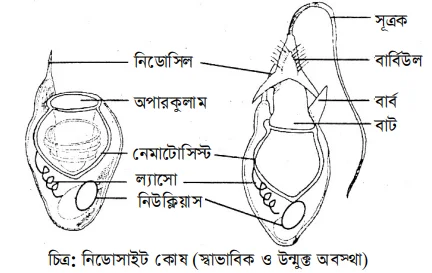 সূত্রক
নিডোসিল
বার্বিউল
অপারকুলাম
বার্ব
বাট
নেমাটোসিস্ট
ল্যাসো
নিউক্লিয়াস
চিত্র: নিডোসাইট কোষ (স্বাভাবিক ও উন্মুক্ত অবস্থা)